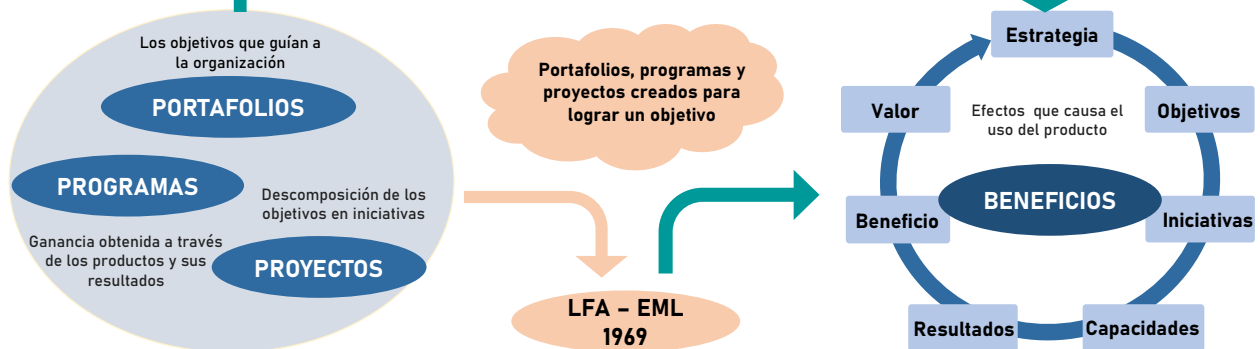 Los objetivos que guían a
la organización
PORTAFOLIOS
PROGRAMAS
Descomposición de los
objetivos en iniciativas
Ganancia obtenida a través
de los productos y sus
resultados
PROYECTOS
Portafolios, programas y
proyectos creados para
lograr un objetivo
LFA – EML
1969
Estrategia
Valor
Efectos que causa el
uso del producto
Objetivos
BENEFICIOS
Beneficio
Iniciativas
Resultados
Capacidades